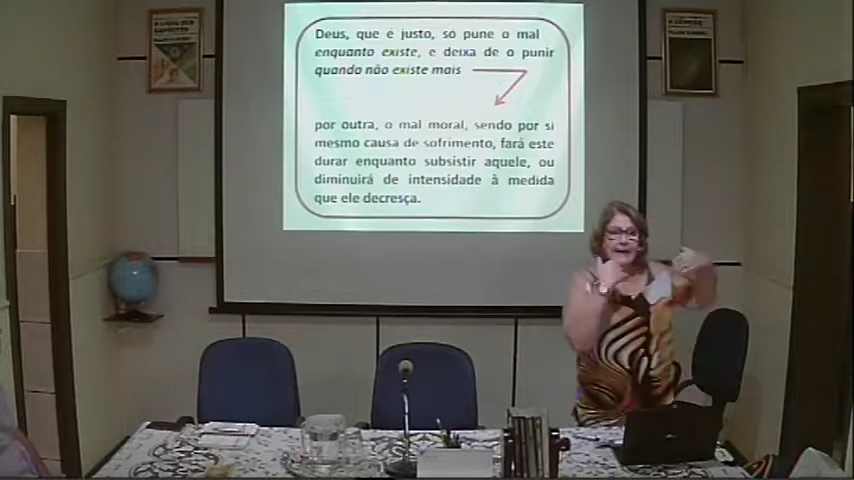 Deus, que é justo, só pune o mal
enquanto existe, e deixa de o punir
quando não existe mais
por outra, o mal moral, sendo por si
mesmo causa de sofrimento, fará este
durar enquanto subsistir aquele, ou
diminuirá de intensidade à medida
que ele decresça.